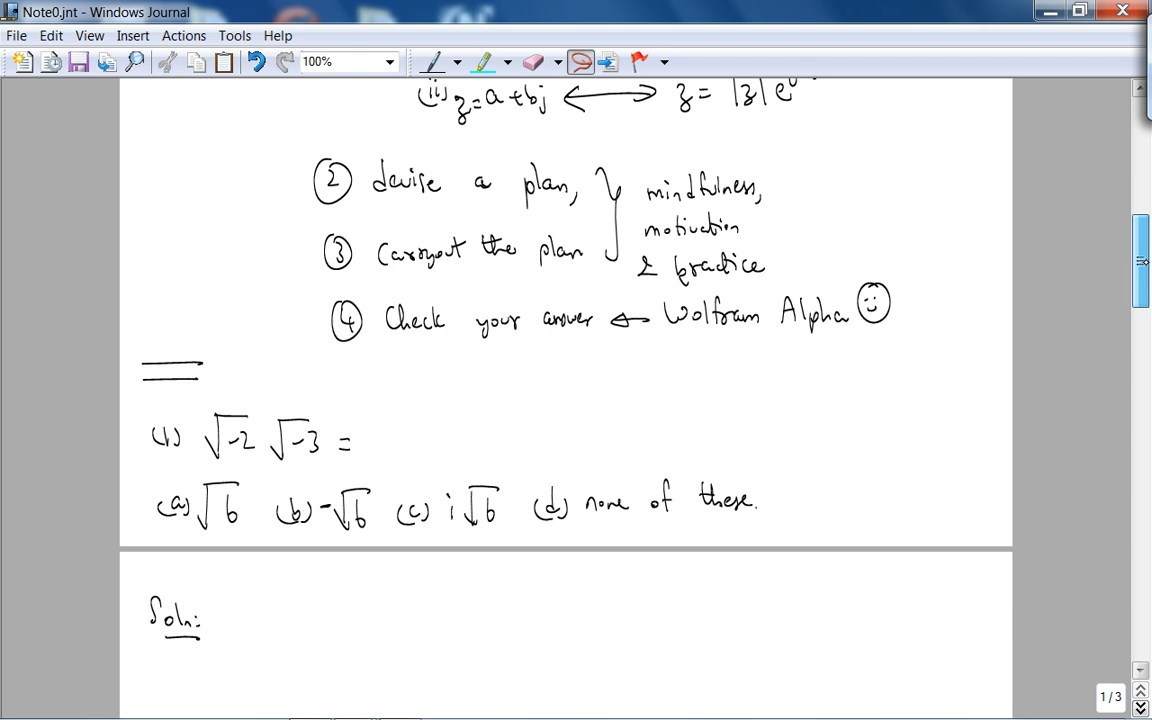 Note0.jnt - Windows Journal
File Edit View Insert Actions Tools Help
100%
(ii) z=a+bj ⟷ z= |z| e
② devise a plan, } mindfulness,
motivation
③ Carryout the plan
& practice
④ Check your answer ← Wolfram Alpha ☺
(1) √-2 √-3 =
(a) √6 (b) -√6 (c) i√6 (d) none of these.
Soln:
1 / 3